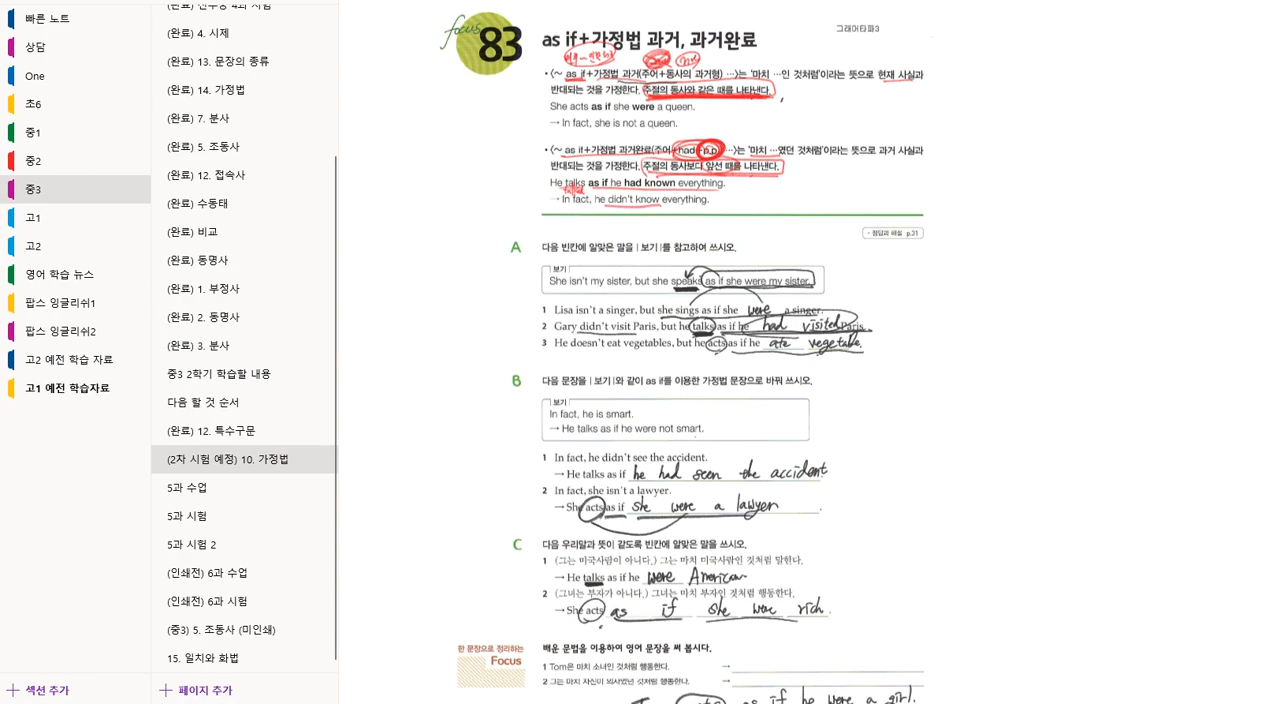 빠른 노트
상담
One
초6
중1
중2
중3
고1
고2
영어 학습 뉴스
팝스 잉글리쉬1
팝스 잉글리쉬2
고2 예전 학습 자료
고1 예전 학습자료
섹션 추가
(완료) 4. 시제
(완료) 13. 문장의 종류
(완료) 14. 가정법
(완료) 7. 분사
(완료) 5. 조동사
(완료) 12. 접속사
(완료) 수동태
(완료) 비교
(완료) 동명사
(완료) 1. 부정사
(완료) 2. 동명사
(완료) 3. 분사
중3 2학기 학습할 내용
다음 할 것 순서
(완료) 12. 특수구문
(2차 시험 예정) 10. 가정법
5과 수업
5과 시험
5과 시험 2
(인쇄전) 6과 수업
(인쇄전) 6과 시험
(중3) 5. 조동사 (미인쇄)
15. 일치와 화법
페이지 추가
focus 83
as if+가정법 과거, 과거완료
그래머타파3
• (~ as if+가정법 과거(주어+동사의 과거형) …)는 '마치 …인 것처럼'이라는 뜻으로 현재 사실과
반대되는 것을 가정한다. 주절의 동사와 같은 때를 나타낸다.
She acts as if she were a queen.
→ In fact, she is not a queen.
• (~ as if+가정법 과거완료(주어+had+p.p) …)는 '마치 …였던 것처럼'이라는 뜻으로 과거 사실과
반대되는 것을 가정한다. 주절의 동사보다 앞선 때를 나타낸다.
He talks as if he had known everything.
→ In fact, he didn't know everything.
• 정답과 해설 p.31
A 다음 빈칸에 알맞은 말을 |보기|를 참고하여 쓰시오.
보기
She isn't my sister, but she speaks as if she were my sister.
1 Lisa isn't a singer, but she sings as if she were a singer.
2 Gary didn't visit Paris, but he talks as if he had visited Paris.
3 He doesn't eat vegetables, but he acts as if he ate vegetable.
B 다음 문장을 |보기|와 같이 as if를 이용한 가정법 문장으로 바꿔 쓰시오.
보기
In fact, he is smart.
→ He talks as if he were not smart.
1 In fact, he didn't see the accident.
→ He talks as if he had seen the accident
2 In fact, she isn't a lawyer.
→ She acts as if she were a lawyer.
C 다음 우리말과 뜻이 같도록 빈칸에 알맞은 말을 쓰시오.
1 (그는 미국사람이 아니다.) 그는 마치 미국사람인 것처럼 말한다.
→ He talks as if he were American
2 (그녀는 부자가 아니다.) 그녀는 마치 부자인 것처럼 행동한다.
→ She acts as if she were rich.
한 문장으로 정리하는
Focus
배운 문법을 이용하여 영어 문장을 써 봅시다.
1 Tom은 마치 소녀인 것처럼 행동한다. →
2 그는 마치 자신이 의사였던 것처럼 행동한다. →
as if he were a girl.